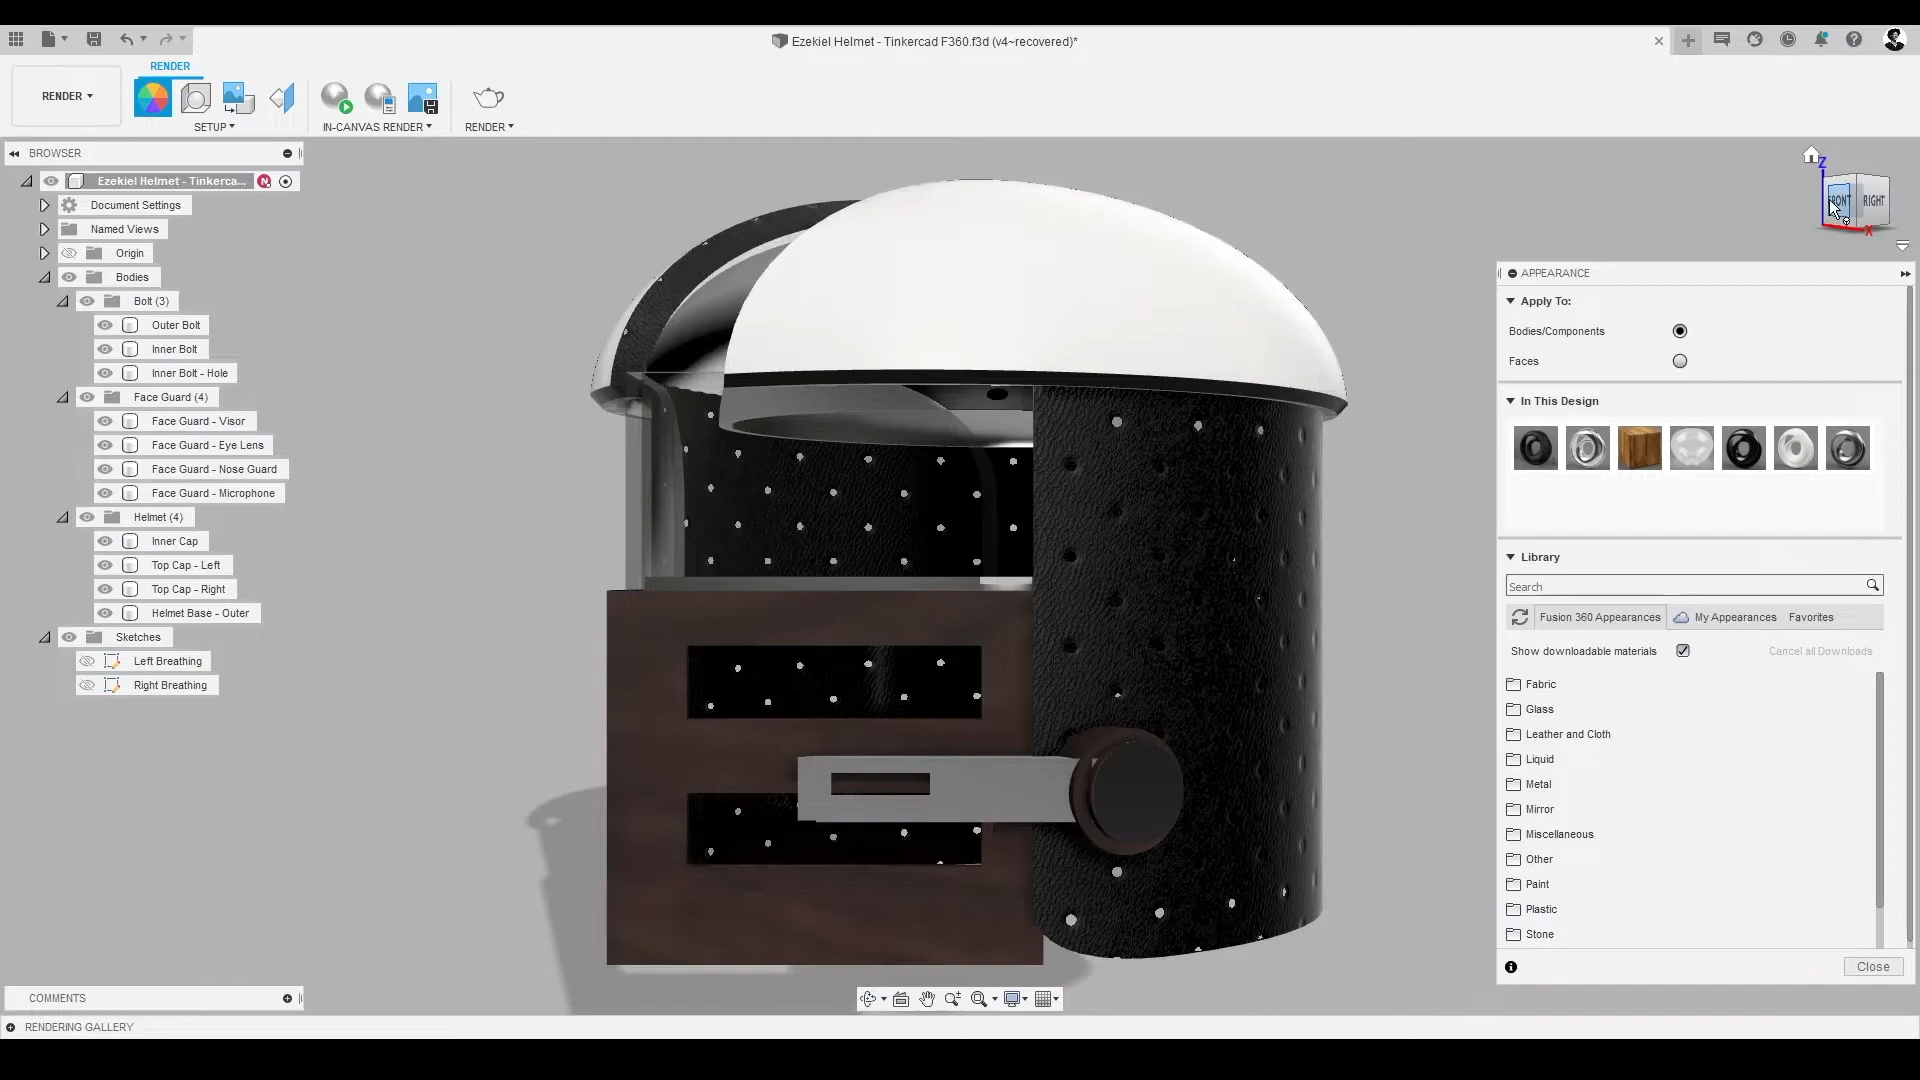 Ezekiel Helmet - Tinkercad F360.f3d (v4~recovered)*
RENDER
RENDER
SETUP
IN-CANVAS RENDER
RENDER
BROWSER
Ezekiel Helmet - Tinkerca...
Document Settings
Named Views
Origin
Bodies
Bolt (3)
Outer Bolt
Inner Bolt
Inner Bolt - Hole
Face Guard (4)
Face Guard - Visor
Face Guard - Eye Lens
Face Guard - Nose Guard
Face Guard - Microphone
Helmet (4)
Inner Cap
Top Cap - Left
Top Cap - Right
Helmet Base - Outer
Sketches
Left Breathing
Right Breathing
COMMENTS
RENDERING GALLERY
Z
FRONT
RIGHT
X
APPEARANCE
Apply To:
Bodies/Components
Faces
In This Design
Library
Search
Fusion 360 Appearances
My Appearances
Favorites
Show downloadable materials
Cancel all Downloads
Fabric
Glass
Leather and Cloth
Liquid
Metal
Mirror
Miscellaneous
Other
Paint
Plastic
Stone
Close